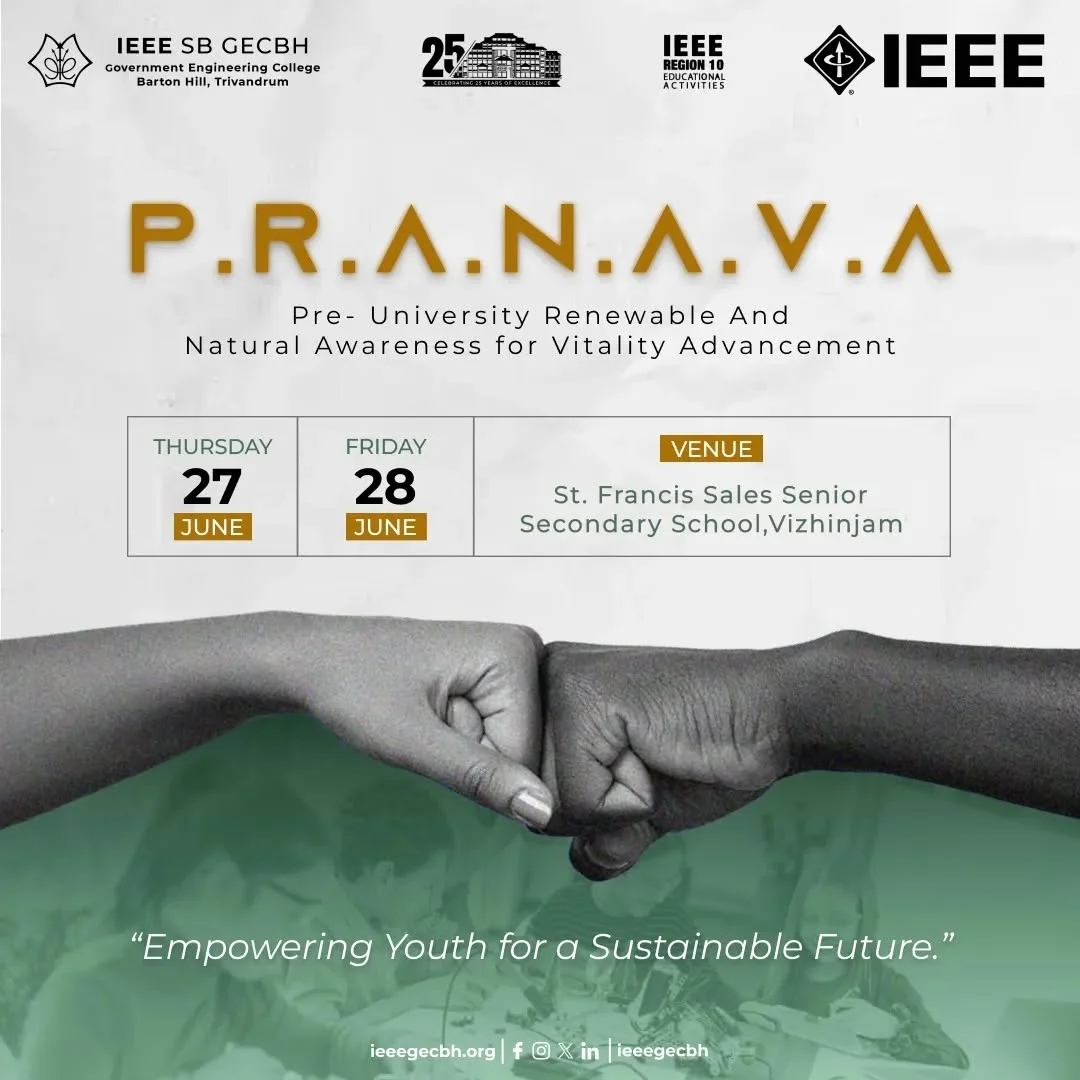 IEEE SB GECBH
Government Engineering College
Barton Hill, Trivandrum
25
CELEBRATING 25 YEARS OF EXCELLENCE
IEEE
REGION 10
EDUCATIONAL
ACTIVITIES
IEEE
P.R.A.N.A.V.A
Pre- University Renewable And
Natural Awareness for Vitality Advancement
THURSDAY
27
JUNE
FRIDAY
28
JUNE
VENUE
St. Francis Sales Senior
Secondary School,Vizhinjam
“Empowering Youth for a Sustainable Future.”
ieeegecbh.org | ieeegecbh